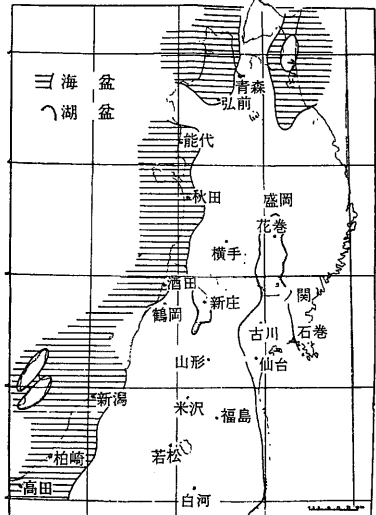 海盆
湖盆
青森
弘前
能代
秋田
盛岡
花巻
横手
酒田
新庄
一ノ関
鶴岡
古川
石巻
山形
仙台
新潟
米沢
福島
柏崎
若松
高田
白河